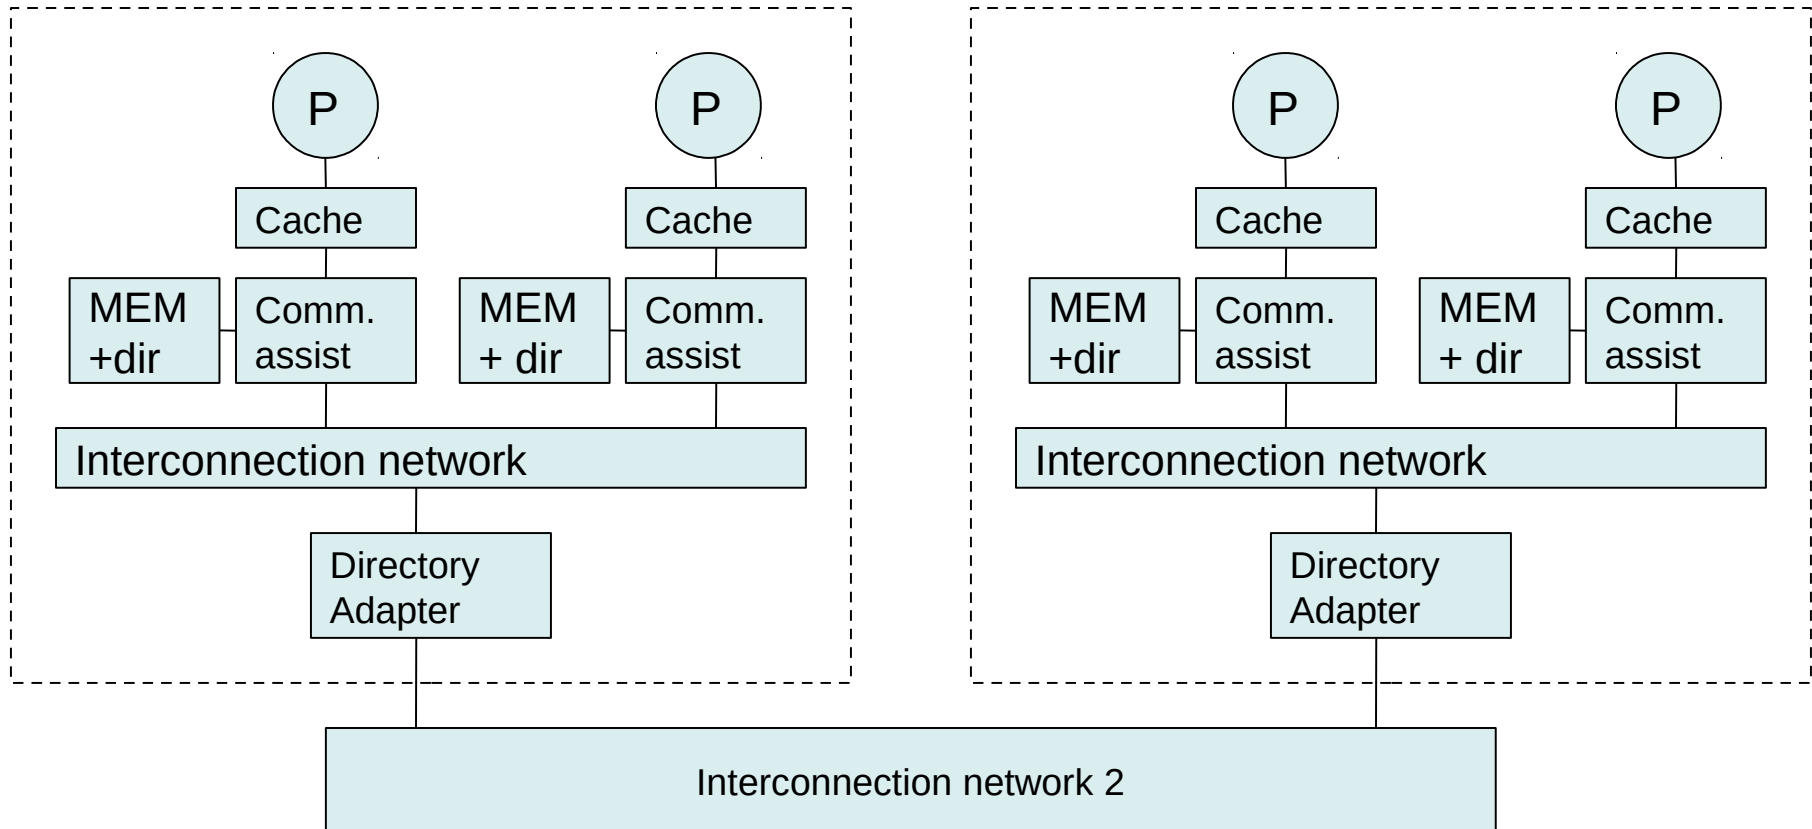 P
P
P
P
Cache
Cache
Cache
Cache
MEM
+dir
Comm.
assist
MEM
+ dir
Comm.
assist
MEM
+dir
Comm.
assist
MEM
+ dir
Comm.
assist
Interconnection network
Interconnection network
Directory
Adapter
Directory
Adapter
Interconnection network 2